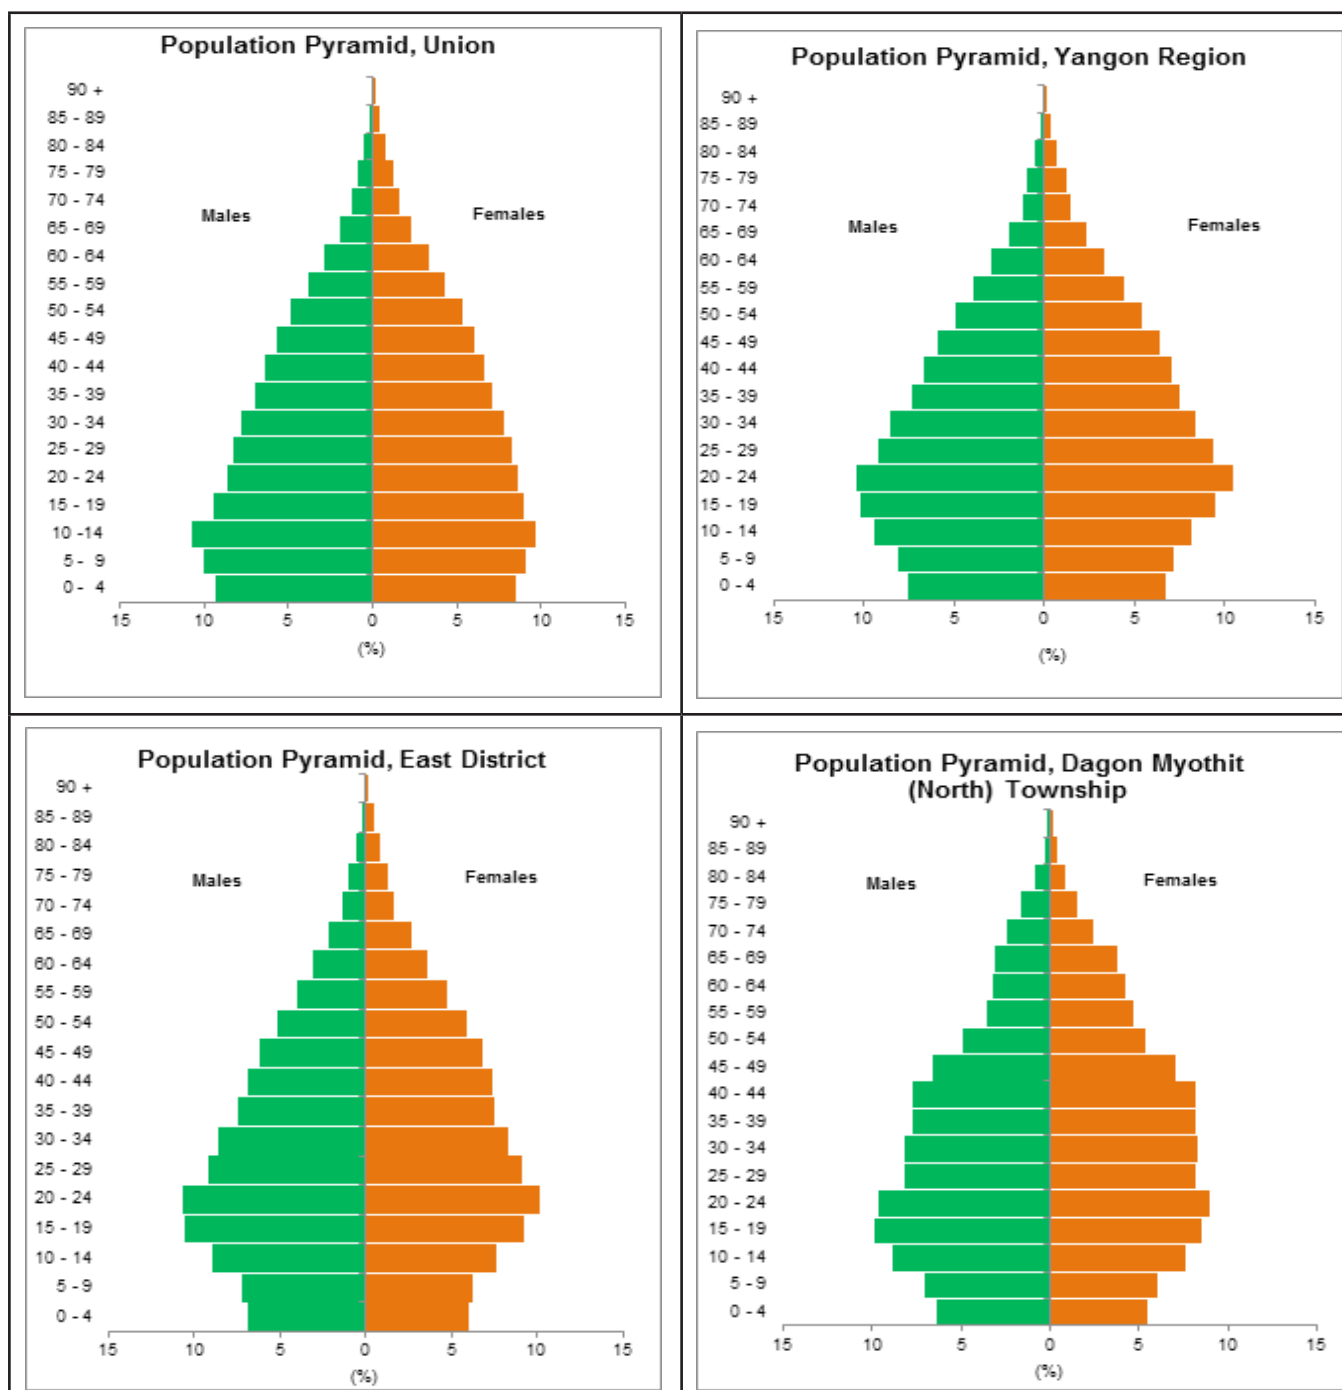 Population Pyramid, Union
90 +
85 - 89
80 - 84
75 - 79
70 - 74
65 - 69
60 - 64
55 - 59
50 - 54
45 - 49
40 - 44
35 - 39
30 - 34
25 - 29
20 - 24
15 - 19
10 -14
5 - 9
0 - 4
Males
Females
15 10 5 0 5 10 15
(%)
Population Pyramid, Yangon Region
90 +
85 - 89
80 - 84
75 - 79
70 - 74
65 - 69
60 - 64
55 - 59
50 - 54
45 - 49
40 - 44
35 - 39
30 - 34
25 - 29
20 - 24
15 - 19
10 - 14
5 - 9
0 - 4
Males
Females
15 10 5 0 5 10 15
(%)
Population Pyramid, East District
90 +
85 - 89
80 - 84
75 - 79
70 - 74
65 - 69
60 - 64
55 - 59
50 - 54
45 - 49
40 - 44
35 - 39
30 - 34
25 - 29
20 - 24
15 - 19
10 - 14
5 - 9
0 - 4
Males
Females
15 10 5 0 5 10 15
(%)
Population Pyramid, Dagon Myothit
(North) Township
90 +
85 - 89
80 - 84
75 - 79
70 - 74
65 - 69
60 - 64
55 - 59
50 - 54
45 - 49
40 - 44
35 - 39
30 - 34
25 - 29
20 - 24
15 - 19
10 - 14
5 - 9
0 - 4
Males
Females
15 10 5 0 5 10 15
(%)